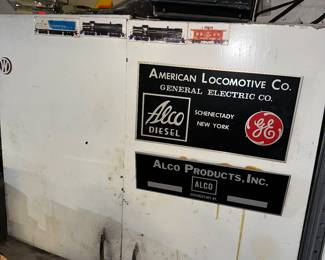 AMERICAN LOCOMOTIVE CO.
GENERAL ELECTRIC CO.
Alco
DIESEL
SCHENECTADY
NEW YORK
GE
ALCO PRODUCTS, INC.
ALCO